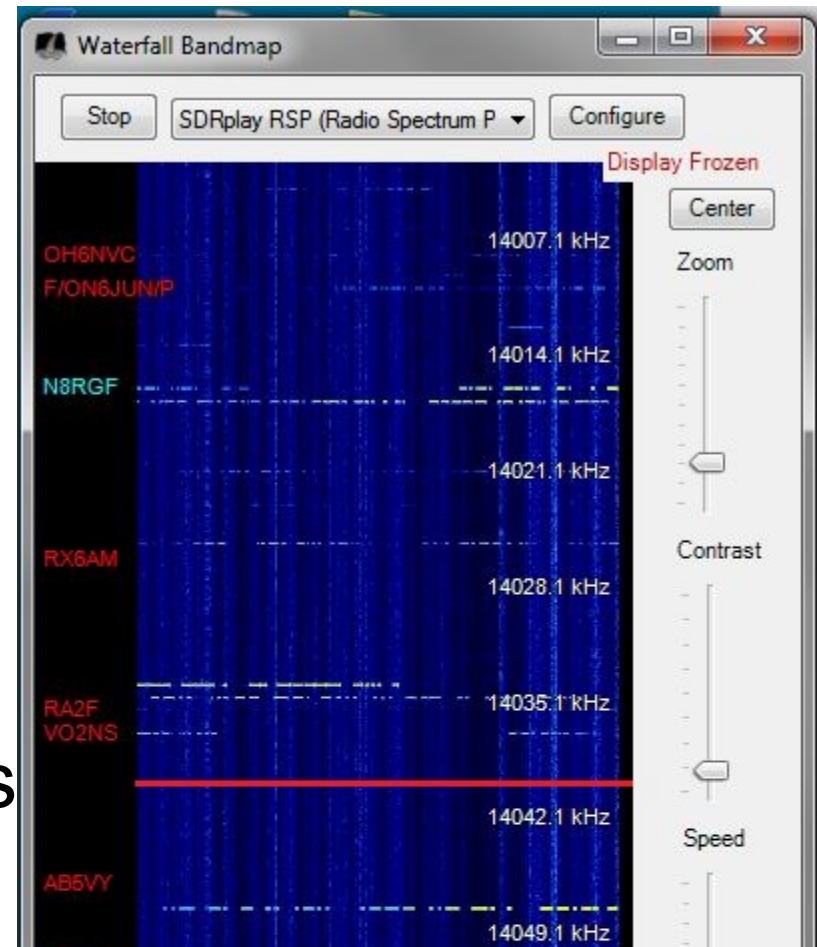 Waterfall Bandmap
Stop
SDRplay RSP (Radio Spectrum P
Configure
Display Frozen
Center
Zoom
14007.1 kHz
OH6NVC
F/ON6JUN/P
14014.1 kHz
N8RGF
14021.1 kHz
RX6AM
Contrast
14028.1 kHz
14035.1 kHz
RA2F
VO2NS
s
14042.1 kHz
Speed
AB5VY
14049.1 kHz